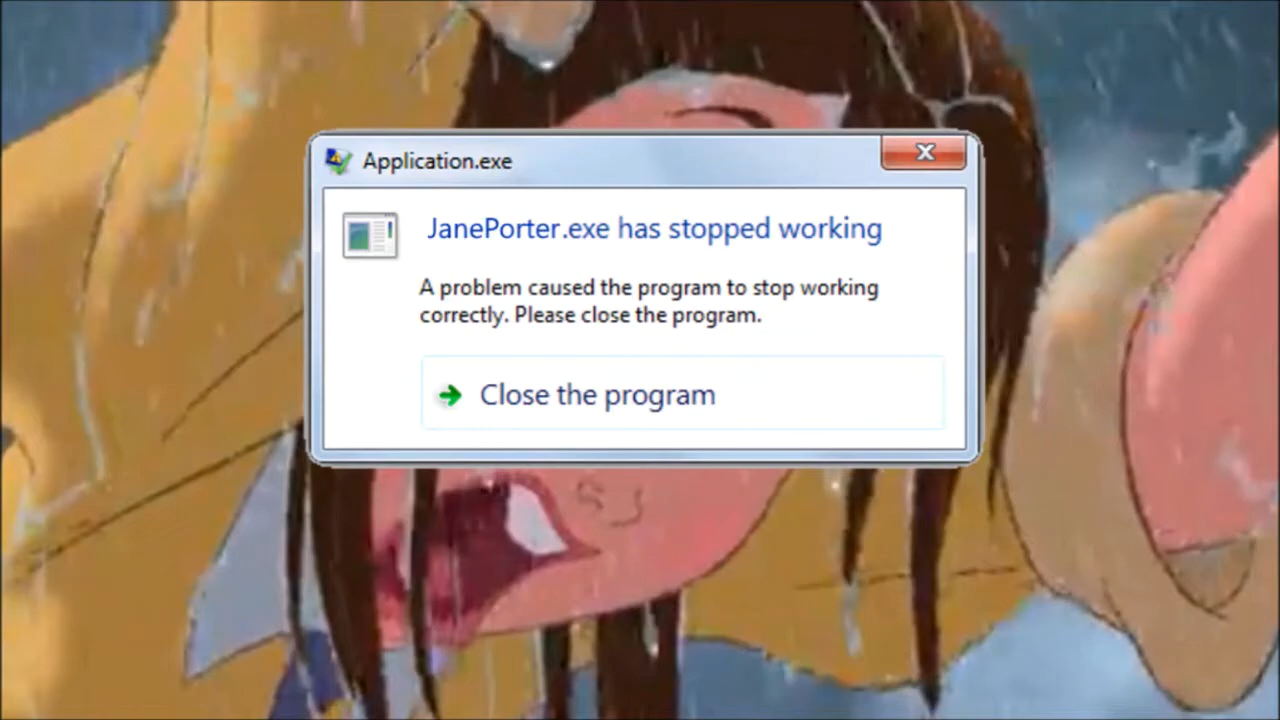 Application.exe
JanePorter.exe has stopped working
A problem caused the program to stop working
correctly. Please close the program.
Close the program